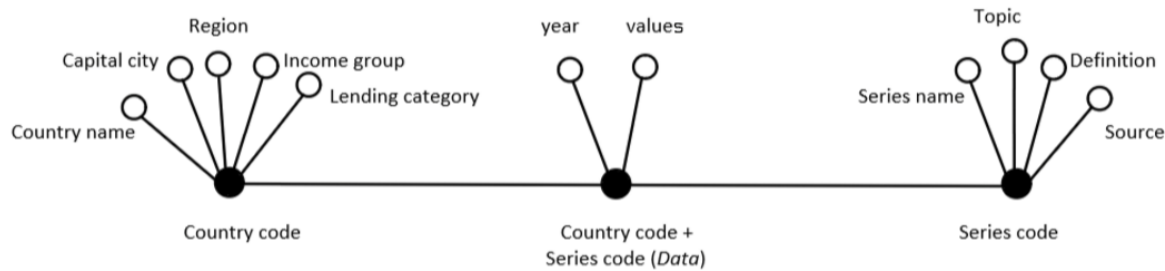 Region
Capital city
Income group
Lending category
Country name
year
values
Topic
Definition
Series name
Source
Country code
Country code +
Series code (Data)
Series code